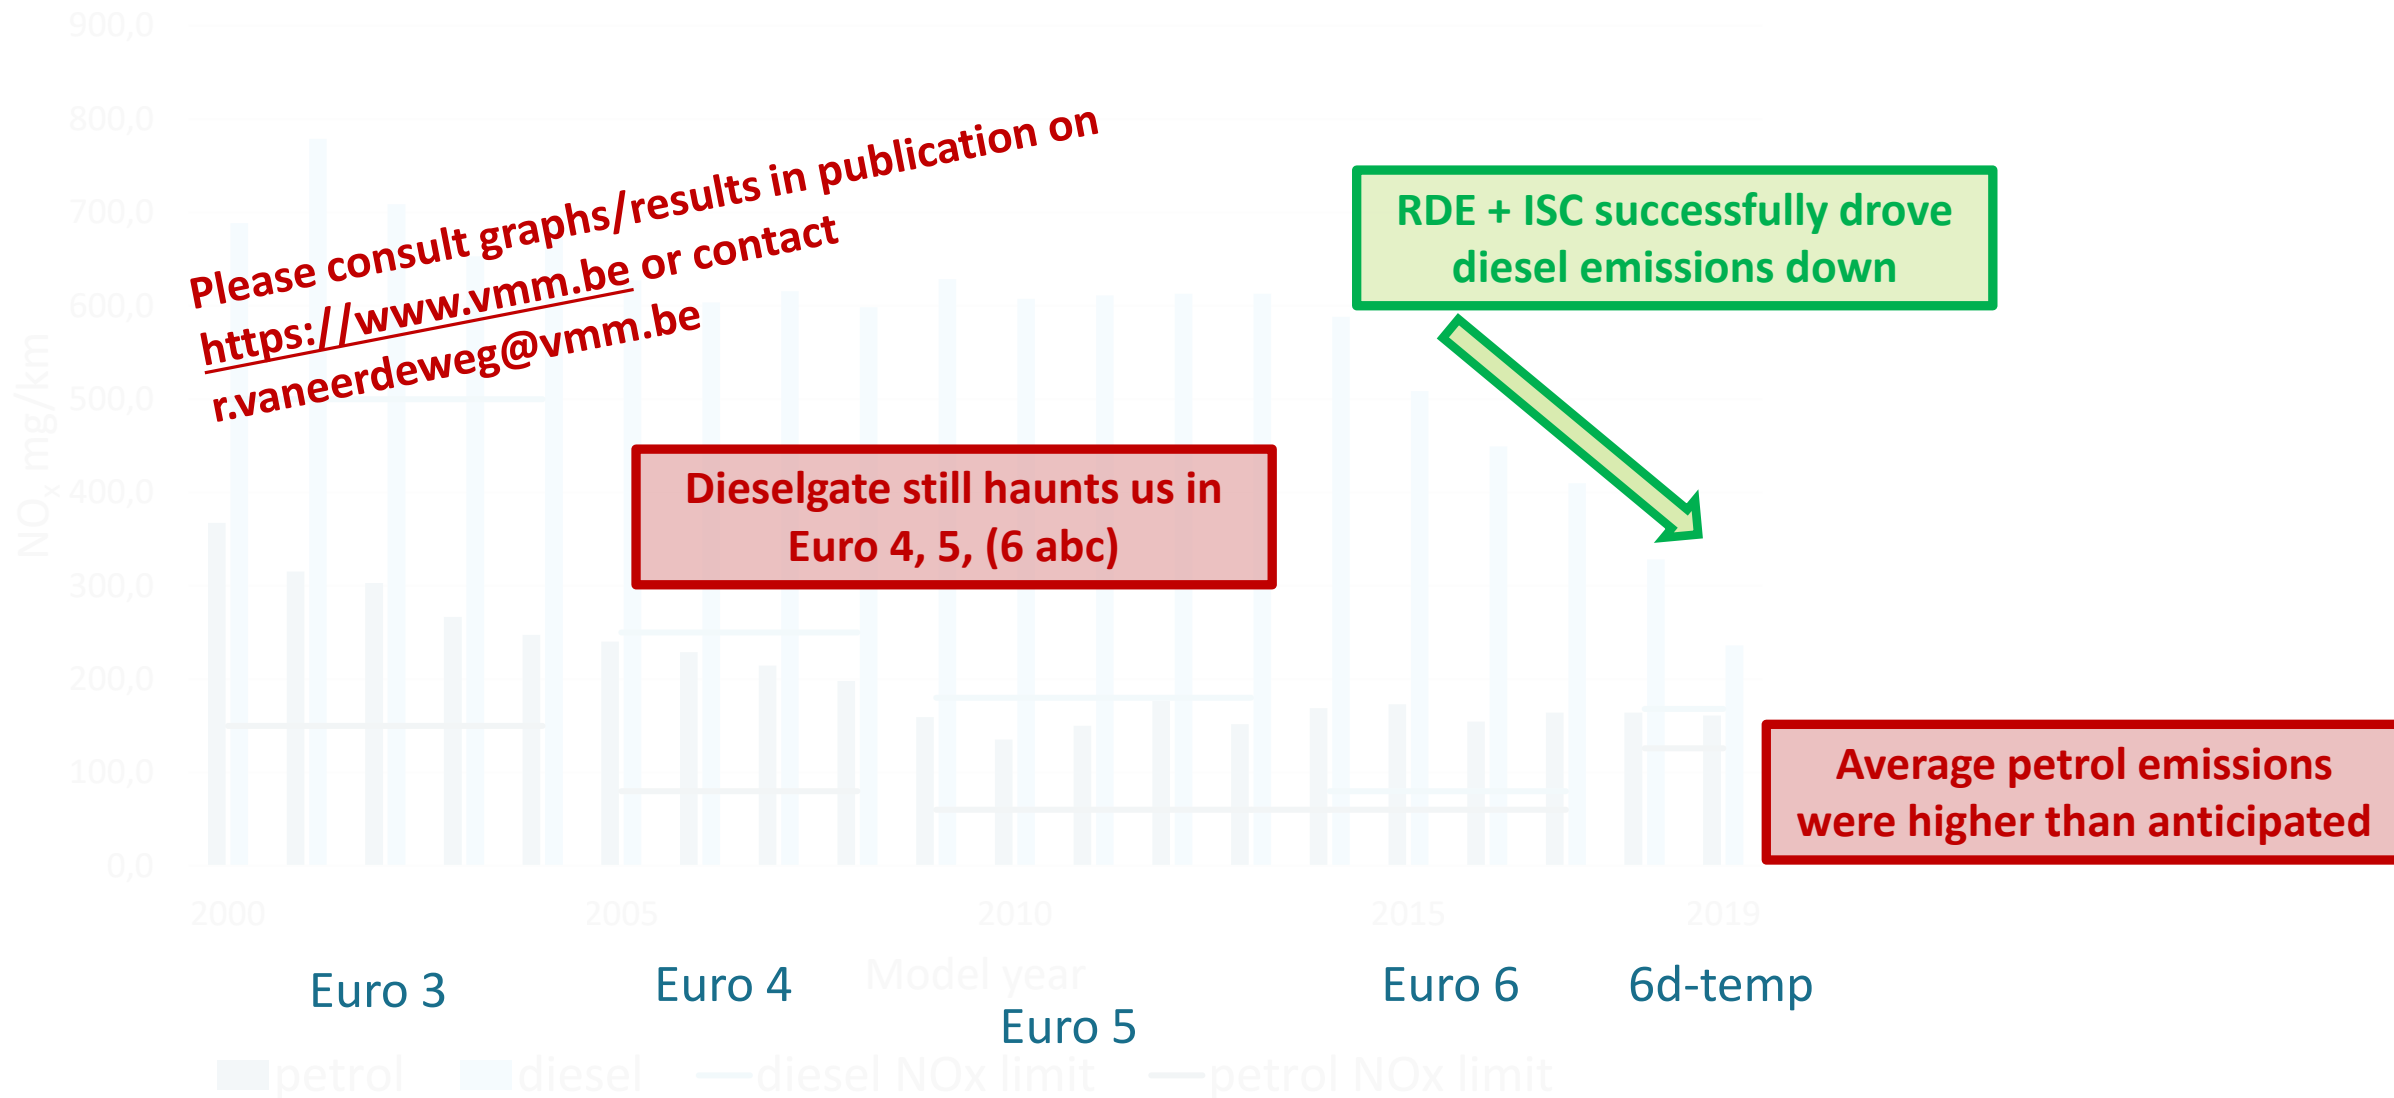 900,0
800,0
700,0
600,0
500,0
400,0
300,0
200,0
100,0
0,0
NOx mg/km
Please consult graphs/results in publication on
https://www.vmm.be or contact
r.vaneerdeweg@vmm.be
RDE + ISC successfully drove
diesel emissions down
Dieselgate still haunts us in
Euro 4, 5, (6 abc)
Average petrol emissions
were higher than anticipated
2000 2005 2010 2015 2019
Model year
Euro 3 Euro 4 Euro 5 Euro 6 6d-temp
petrol diesel diesel NOx limit petrol NOx limit